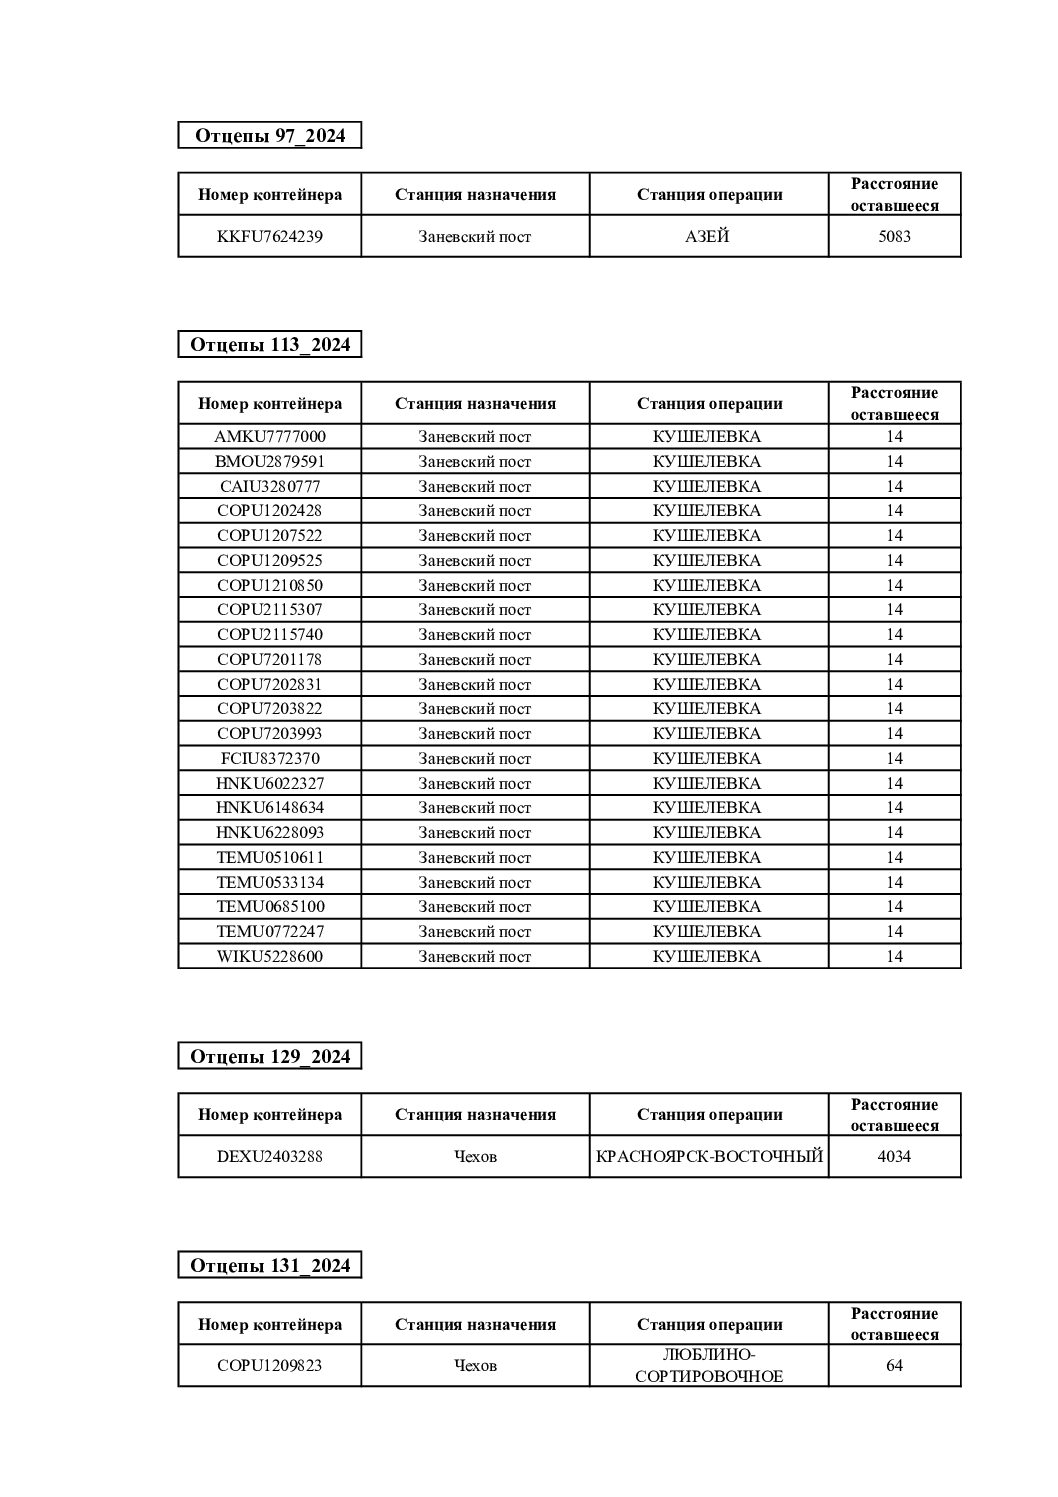 Отцепы 97_2024
Номер контейнера Станция назначения Станция операции Расстояние оставшееся
KKFU7624239 Заневский пост АЗЕЙ 5083
Отцепы 113_2024
Номер контейнера Станция назначения Станция операции Расстояние оставшееся
AMKU7777000 Заневский пост КУШЕЛЕВКА 14
BMOU2879591 Заневский пост КУШЕЛЕВКА 14
CAIU3280777 Заневский пост КУШЕЛЕВКА 14
COPU1202428 Заневский пост КУШЕЛЕВКА 14
COPU1207522 Заневский пост КУШЕЛЕВКА 14
COPU1209525 Заневский пост КУШЕЛЕВКА 14
COPU1210850 Заневский пост КУШЕЛЕВКА 14
COPU2115307 Заневский пост КУШЕЛЕВКА 14
COPU2115740 Заневский пост КУШЕЛЕВКА 14
COPU7201178 Заневский пост КУШЕЛЕВКА 14
COPU7202831 Заневский пост КУШЕЛЕВКА 14
COPU7203822 Заневский пост КУШЕЛЕВКА 14
COPU7203993 Заневский пост КУШЕЛЕВКА 14
FCIU8372370 Заневский пост КУШЕЛЕВКА 14
HNKU6022327 Заневский пост КУШЕЛЕВКА 14
HNKU6148634 Заневский пост КУШЕЛЕВКА 14
HNKU6228093 Заневский пост КУШЕЛЕВКА 14
TEMU0510611 Заневский пост КУШЕЛЕВКА 14
TEMU0533134 Заневский пост КУШЕЛЕВКА 14
TEMU0685100 Заневский пост КУШЕЛЕВКА 14
TEMU0772247 Заневский пост КУШЕЛЕВКА 14
WIKU5228600 Заневский пост КУШЕЛЕВКА 14
Отцепы 129_2024
Номер контейнера Станция назначения Станция операции Расстояние оставшееся
DEXU2403288 Чехов КРАСНОЯРСК-ВОСТОЧНЫЙ 4034
Отцепы 131_2024
Номер контейнера Станция назначения Станция операции Расстояние оставшееся
COPU1209823 Чехов ЛЮБЛИНО-СОРТИРОВОЧНОЕ 64